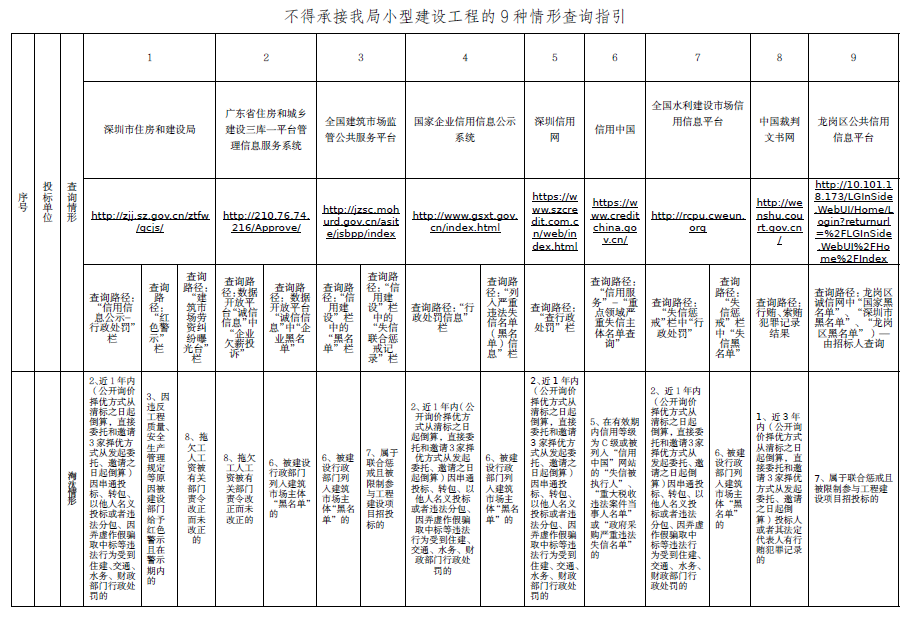 不得承接我局小型建设工程的9种情形查询指引
序号
投标单位
查询情形
1
2
3
4
5
6
7
8
9
深圳市住房和建设局
广东省住房和城乡
建设三库一平台管
理信息服务系统
全国建筑市场监
管公共服务平台
国家企业信用信息公示
系统
深圳信用
网
信用中国
全国水利建设市场信
用信息平台
中国裁判
文书网
龙岗区公共信用
信息平台
http://zjj.sz.gov.cn/ztfw
/gcjs/
http://210.76.74.
216/Approve/
http://jzsc.moh
urd.gov.cn/asit
e/jsbpp/index
http://www.gsxt.gov.
cn/index.html
https://w
ww.szcre
dit.com.c
n/web/in
dex.html
https://w
ww.credit
china.go
v.cn/
http://rcpu.cweun.
org
http://we
nshu.cou
rt.gov.cn
/
http://10.101.1
8.173/LGInSide
.WebUI/Home/L
ogin?returnurl
=%2FLGInSide
.WebUI%2FHo
me%2FIndex
查询路径：
“信用信
息公示-
行政处罚”
栏
查询路
径：
“红
色警
示”
栏
查询
路径：
“建
筑市
场劳
资纠
纷曝
光台”栏
查询路
径:数据
开放平台
“诚信
信息”中
“企业
欠薪投
诉”
查询路
径：数据
开放平台
“诚信
信息”
中“企业
黑名
单”
查询路
径：“信用
建设”栏
中的
“黑名
单”栏
查询路
径：
“信用
建设”栏
中的
“失信
联合惩
戒记
录”栏
查询路径：“行
政处罚信息”
栏
查询路
径：“列
入严重
违法失
信名单
（黑名
单）信
息”栏
查询路
径：“查行政
处罚”栏
查询路径：
“信用服
务”-“重
点领域严
重失信主
体名单查
询”
查询路径：
“失信惩
戒”栏中“行
政处罚”
查询路
径：
“失信
惩戒”栏
中“失
信黑名
单”
查询路径：
行贿、索贿
犯罪记录
结果
查询路径：龙岗区
诚信网中“国家黑
名单”、“深圳市
黑名单”、“龙岗
区黑名单”）—
由招标人查询
2、近1年内
（公开询价
择优方式从
清标之日起
倒算，直接
委托和邀请
3家择优方
式从发起委
托、邀请之
日起倒算）
因串通投
标、转包、
以他人名义
投标或者违
法分包、因
弄虚作假骗
取中标等违
法行为受到
住建、交通、
水务、财政
部门行政处
罚的
3、因
违反
工程
质量、
安全
生产
管理
规定
等原
因被
建设
部门
给予
红色
警示
且在
警示
期内
的
8、拖
欠工
人工
资被
有关
部门
责令
改正
而未
改正
的
8、拖欠工
人工资被有
关部门责令改
正而未改正的
6、被建设
行政部门
列入建筑
市场主体
“黑名单”
的
6、被建设
行政部门
列入建筑
市场主体
“黑名
单”的
7、属于
联合惩
戒且被
限制参
与工程
建设项
目招投
标的
2、近1年内（公
开询价择优方
式从清标之日
起倒算，直接委
托和邀请3家择
优方式从发起
委托、邀请之日
起倒算）因串通
投标、转包、以
他人名义投标
或者违法分包、
因弄虚作假骗
取中标等违法
行为受到住建、
交通、水务、财
政部门行政处
罚的
6、被建
设行政
部门列
入建筑
市场主
体“黑名
单”的
2、近1年内
（公开询价
择优方式从
清标之日起
倒算，直接
委托和邀请
3家择优方
式从发起委
托、邀请之
日起倒算）
因串通投
标、转包、
以他人名义
投标或者违
法分包、因
弄虚作假骗
取中标等违
法行为受到
住建、交通、
水务、财政
部门行政处
罚的
5、在有效期
内信用等级
为C级或被列
入“信用
中国”网站
的“失信被
执行人”、
“重大税收
违法案件当
事人名单”
或“政府采
购严重违法
失信名单”
的
2、近1年内（公
开询价择优方
式从清标之日
起倒算，直接
委托和邀请3家
择优方式从发
起委托、邀请
之日起倒算）
因串通投标、
转包、以他人
名义投标或者
违法分包、因
弄虚作假骗取
中标等违法行
为受到住建、
交通、水务、
财政部门行政
处罚的
6、被建
设行政
部门列
入建筑
市场主
体“黑名
单”的
1、近3年
内（公开询
价择优方
式从清标
之日起倒
算，直接委
托和邀请3
家择优方
式从发起委
托、邀请之
日起倒
算）投标人
或者其法定
代表人有行
贿犯罪记录
的
7、属于联合惩戒且
被限制参与工程建
设项目招投标的